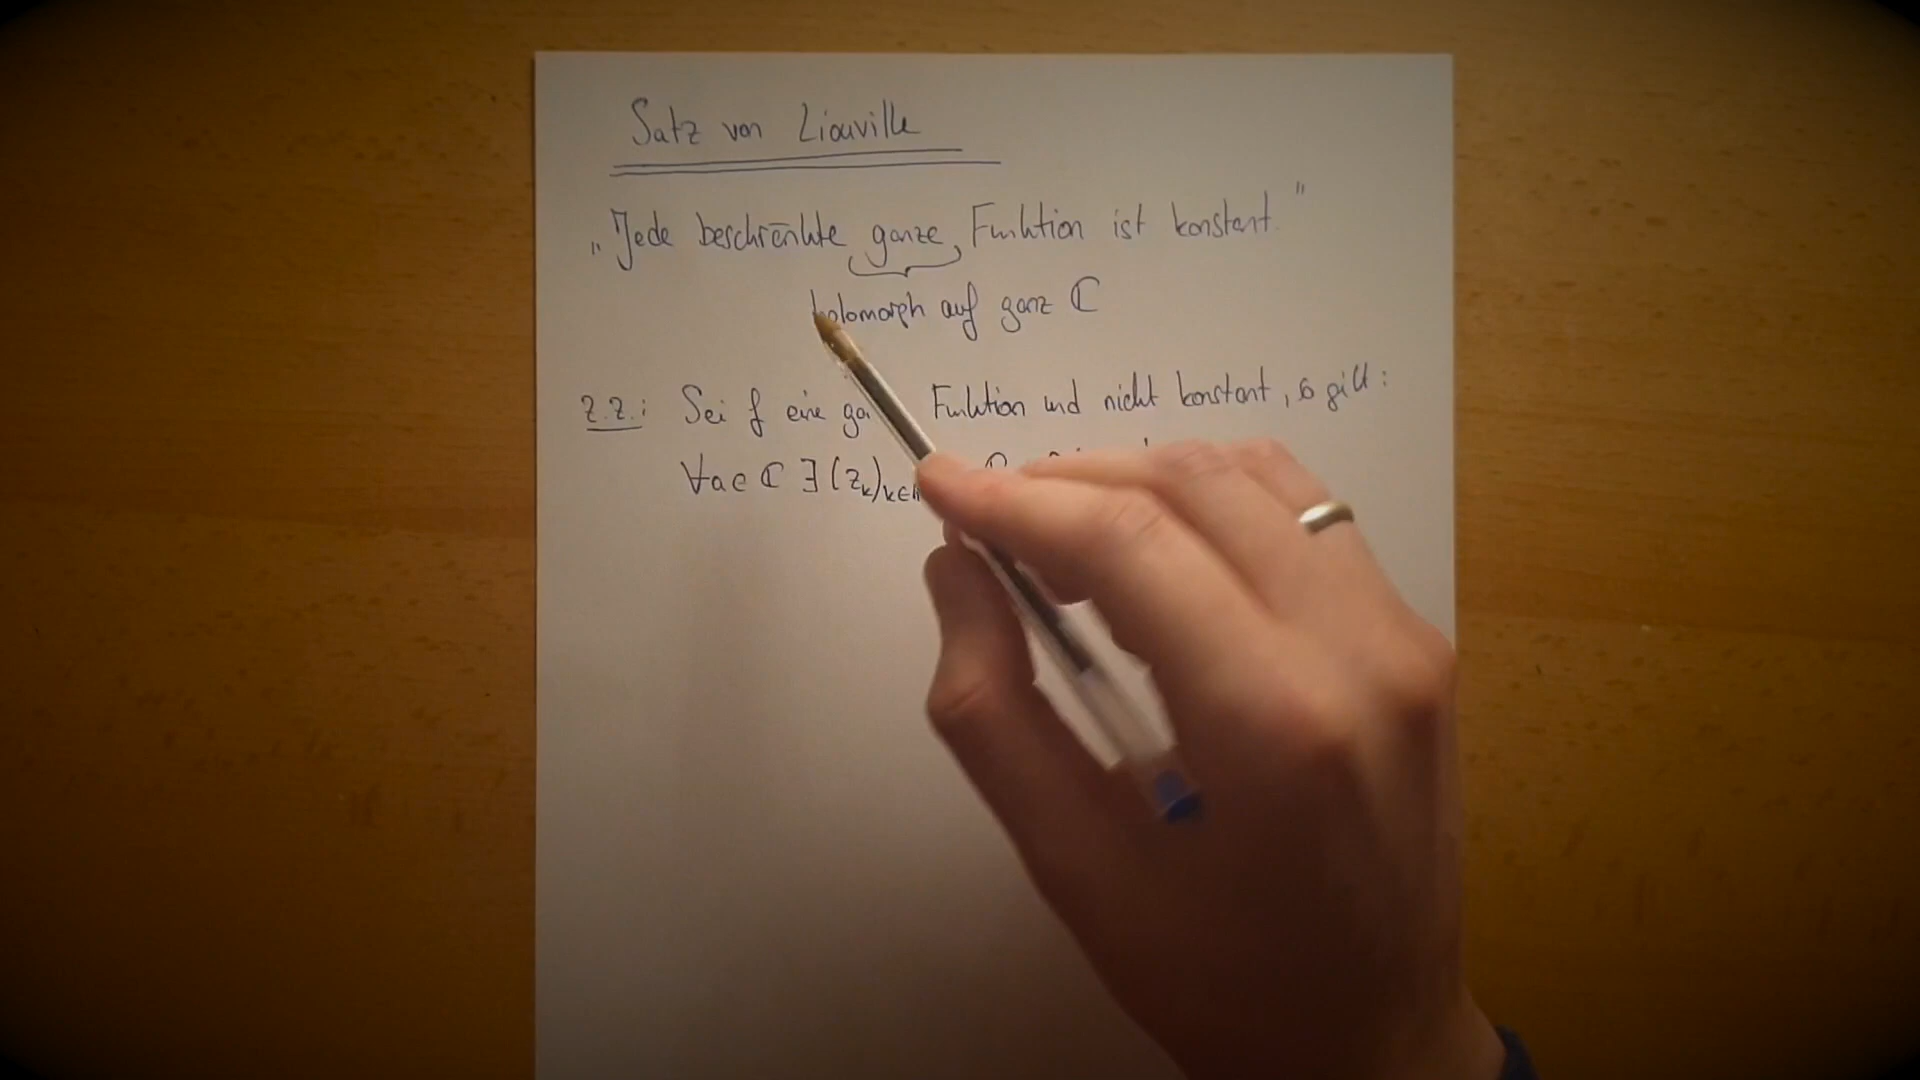 Satz von Liouville
„Jede beschränkte ganze Funktion ist konstant."
holomorph auf ganz ℂ
z.z.: Sei f eine Funktion und nicht konstant, so gilt:
∀a∈ℂ ∃(z_k)_k∈